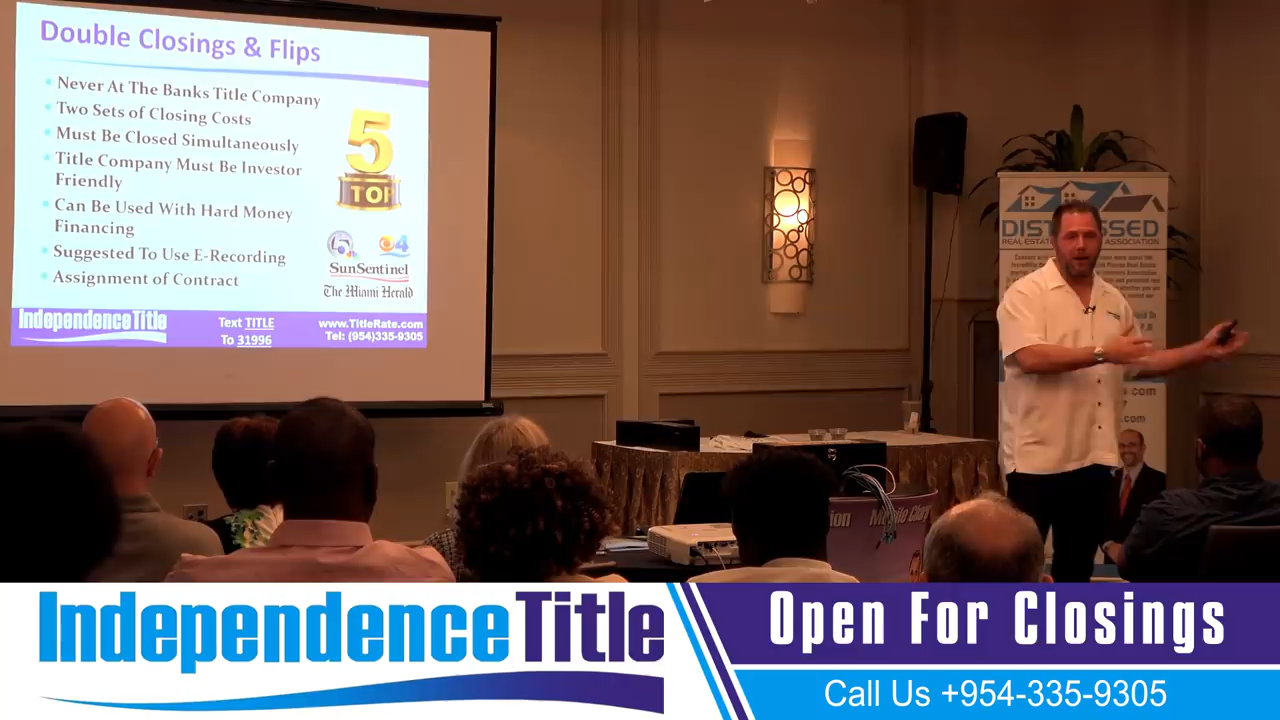 Double Closings & Flips
Never At The Banks Title Company
Two Sets of Closing Costs
Must Be Closed Simultaneously
Title Company Must Be Investor
Friendly
Can Be Used With Hard Money
Financing
Suggested To Use E-Recording
Assignment of Contract
5
TOP
5
4
SunSentinel
The Miami Herald
Independence Title
Text TITLE
To 31996
www.TitleRate.com
Tel: (954)335-9305
REAL ESTATE
ASSOCIATION
Independence Title
Open For Closings
Call Us +954-335-9305